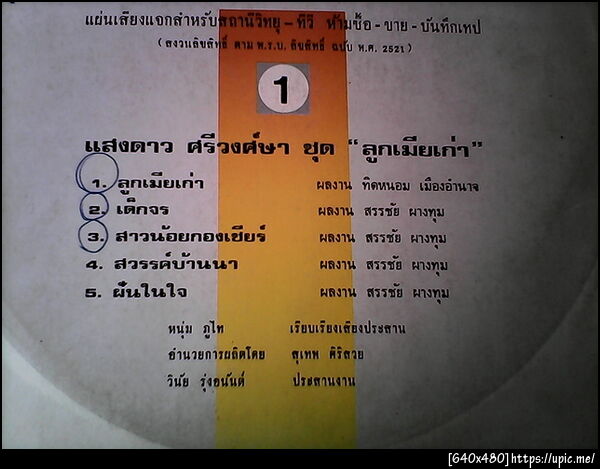 แผ่นเสียงแจกสำหรับสถานีวิทยุ - ทีวี ห้ามซื้อ - ขาย - บันทึกเทป
(สงวนลิขสิทธิ์ ตาม พ.ร.บ. ลิขสิทธิ์ ฉบับ พ.ศ. 2521)
1
แสงดาว ศรีวงศ์ษา ชุด "ลูกเมียเก่า"
1. ลูกเมียเก่า ผลงาน ทิดหนอม เมืองอำนาจ
2. เด็กจร ผลงาน สรรชัย ผางทุม
3. สาวน้อยกองเชียร์ ผลงาน สรรชัย ผางทุม
4. สวรรค์บ้านนา ผลงาน สรรชัย ผางทุม
5. ผันในใจ ผลงาน สรรชัย ผางทุม
หนุ่ม ภูไท เรียบเรียงเสียงประสาน
อำนวยการผลิตโดย สุเทพ ศิริสวย
วินัย รุ่งอนันต์ ประสานงาน
[640x480]https://upic.me/